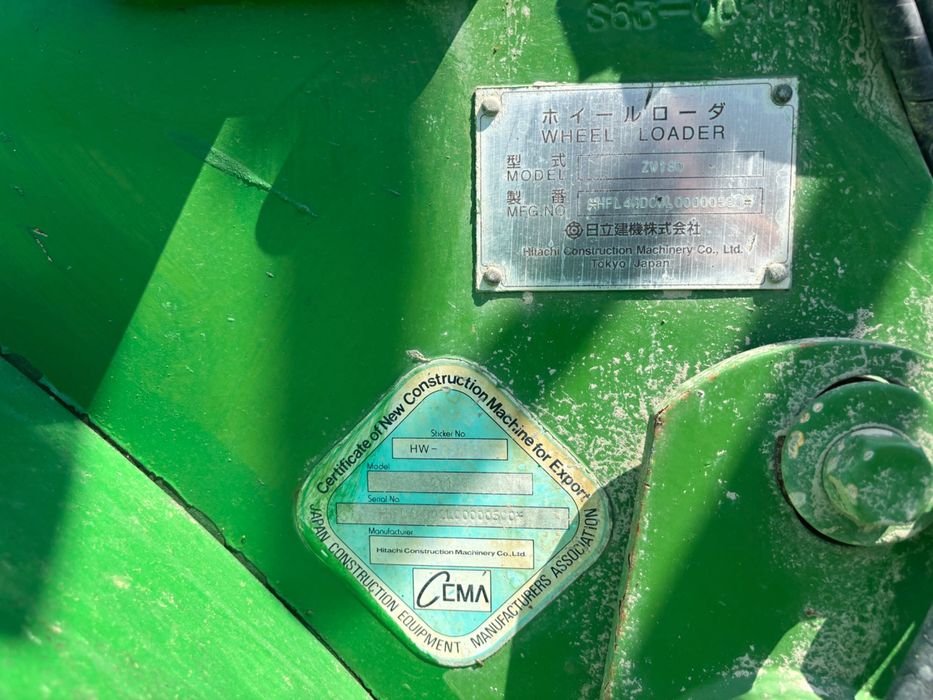 ホイールローダ
WHEEL LOADER
型式
MODEL ZW180
製番
MFG.NO
日立建機株式会社
Hitachi Construction Machinery Co., Ltd.
Tokyo Japan
Certificate of New Construction Machine for Export
Sticker No
HW-
Model
Serial No.
Manufacturer
Hitachi Construction Machinery Co.,Ltd.
CEMA
JAPAN CONSTRUCTION EQUIPMENT MANUFACTURERS ASSOCIATION